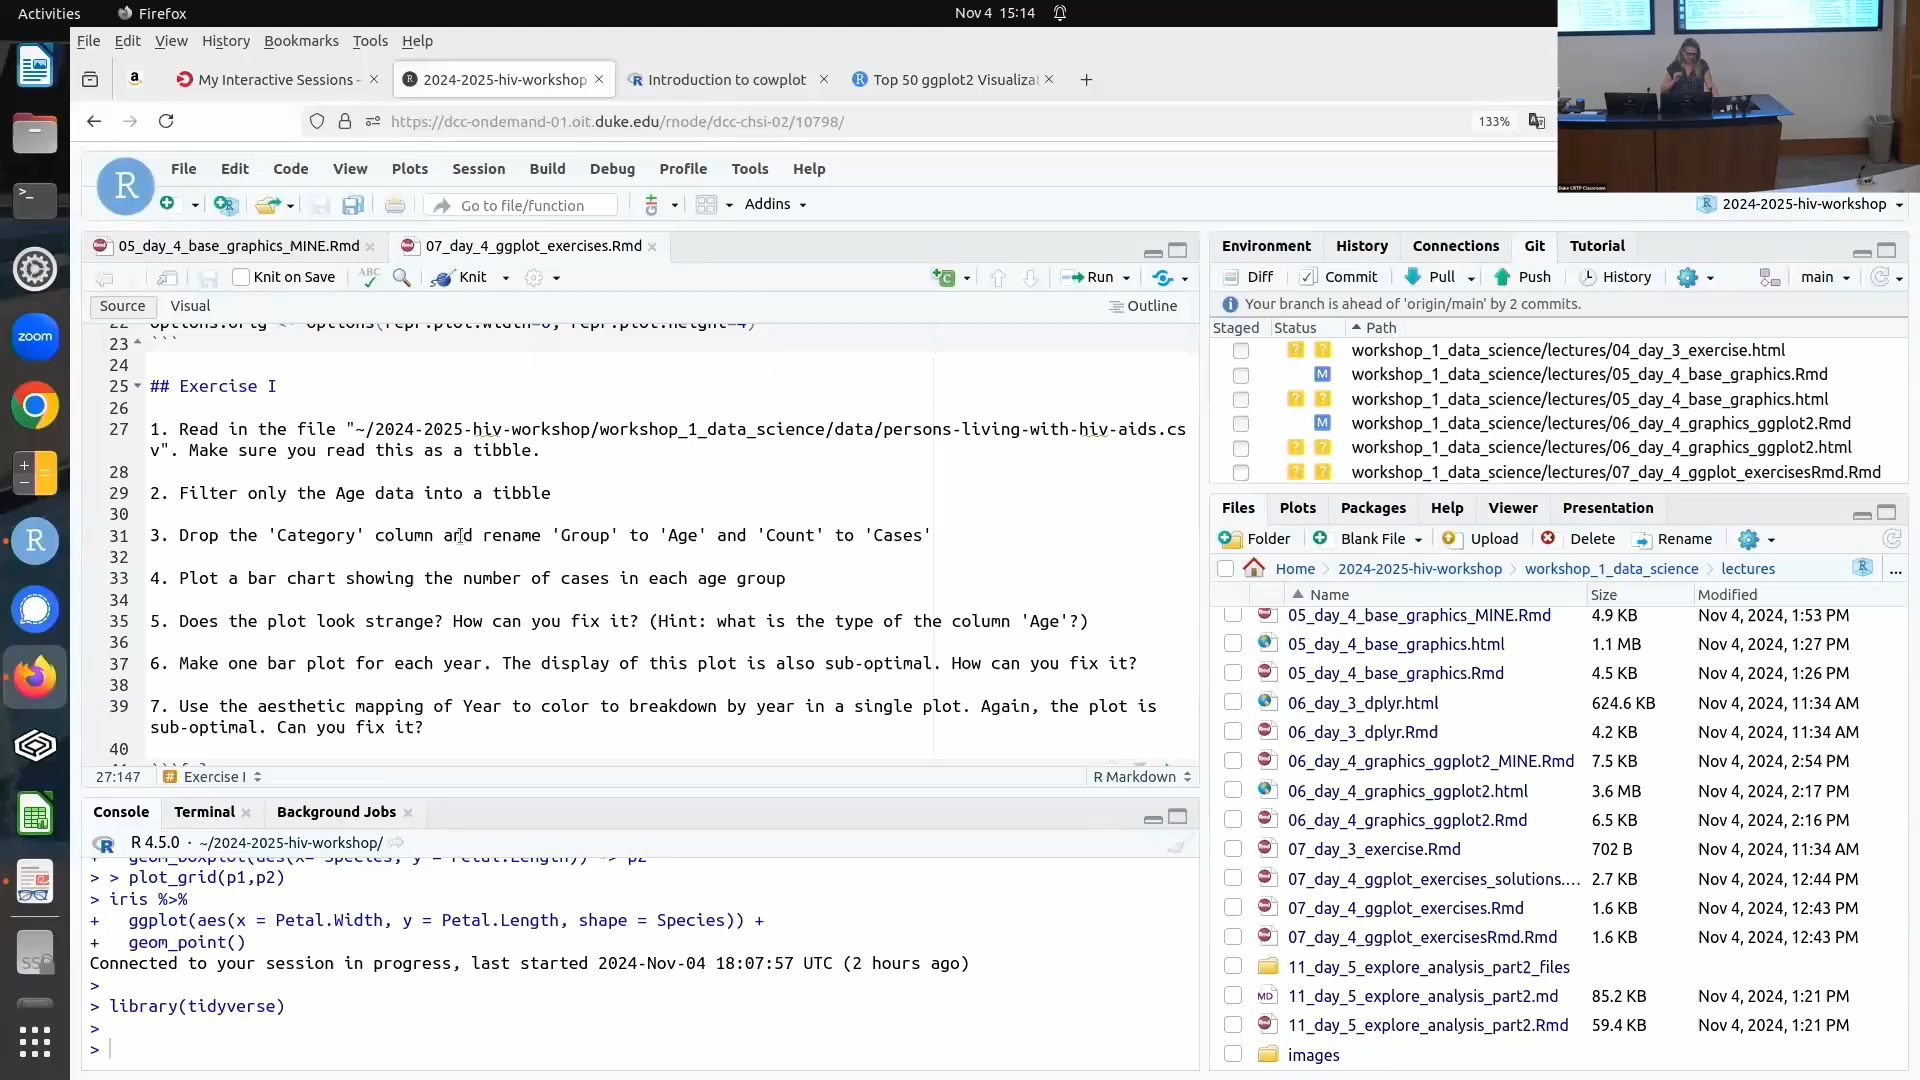 Activities
Firefox
Nov 4 15:14
File Edit View History Bookmarks Tools Help
My Interactive Sessions -
2024-2025-hiv-workshop
Introduction to cowplot
Top 50 ggplot2 Visualiza
https://dcc-ondemand-01.oit.duke.edu/rnode/dcc-chsi-02/10798/
133%
Duke CRTP Classroom
File Edit Code View Plots Session Build Debug Profile Tools Help
Go to file/function
Addins
2024-2025-hiv-workshop
05_day_4_base_graphics_MINE.Rmd
07_day_4_ggplot_exercises.Rmd
Knit on Save
ABC
Knit
Run
Source Visual
Outline
22 options.orig <- options(repr.plot.width=6, repr.plot.height=4)
23 ```
24
25 ## Exercise I
26
27 1. Read in the file "~/2024-2025-hiv-workshop/workshop_1_data_science/data/persons-living-with-hiv-aids.cs
v". Make sure you read this as a tibble.
28
29 2. Filter only the Age data into a tibble
30
31 3. Drop the 'Category' column and rename 'Group' to 'Age' and 'Count' to 'Cases'
32
33 4. Plot a bar chart showing the number of cases in each age group
34
35 5. Does the plot look strange? How can you fix it? (Hint: what is the type of the column 'Age'?)
36
37 6. Make one bar plot for each year. The display of this plot is also sub-optimal. How can you fix it?
38
39 7. Use the aesthetic mapping of Year to color to breakdown by year in a single plot. Again, the plot is
sub-optimal. Can you fix it?
40
27:147
Exercise I
R Markdown
Console Terminal Background Jobs
R 4.5.0 · ~/2024-2025-hiv-workshop/
+ geom_boxplot(aes(x= Species, y = Petal.Length)) -> p2
> > plot_grid(p1,p2)
> iris %>%
+ ggplot(aes(x = Petal.Width, y = Petal.Length, shape = Species)) +
+ geom_point()
Connected to your session in progress, last started 2024-Nov-04 18:07:57 UTC (2 hours ago)
>
> library(tidyverse)
>
>
Environment History Connections Git Tutorial
Diff Commit Pull Push History main
Your branch is ahead of 'origin/main' by 2 commits.
Staged Status Path
? ? workshop_1_data_science/lectures/04_day_3_exercise.html
M workshop_1_data_science/lectures/05_day_4_base_graphics.Rmd
? ? workshop_1_data_science/lectures/05_day_4_base_graphics.html
M workshop_1_data_science/lectures/06_day_4_graphics_ggplot2.Rmd
? ? workshop_1_data_science/lectures/06_day_4_graphics_ggplot2.html
? ? workshop_1_data_science/lectures/07_day_4_ggplot_exercisesRmd.Rmd
Files Plots Packages Help Viewer Presentation
Folder Blank File Upload Delete Rename
Home 2024-2025-hiv-workshop workshop_1_data_science lectures ...
Name Size Modified
05_day_4_base_graphics_MINE.Rmd 4.9 KB Nov 4, 2024, 1:53 PM
05_day_4_base_graphics.html 1.1 MB Nov 4, 2024, 1:27 PM
05_day_4_base_graphics.Rmd 4.5 KB Nov 4, 2024, 1:26 PM
06_day_3_dplyr.html 624.6 KB Nov 4, 2024, 11:34 AM
06_day_3_dplyr.Rmd 4.2 KB Nov 4, 2024, 11:34 AM
06_day_4_graphics_ggplot2_MINE.Rmd 7.5 KB Nov 4, 2024, 2:54 PM
06_day_4_graphics_ggplot2.html 3.6 MB Nov 4, 2024, 2:17 PM
06_day_4_graphics_ggplot2.Rmd 6.5 KB Nov 4, 2024, 2:16 PM
07_day_3_exercise.Rmd 702 B Nov 4, 2024, 11:34 AM
07_day_4_ggplot_exercises_solutions.... 2.7 KB Nov 4, 2024, 12:44 PM
07_day_4_ggplot_exercises.Rmd 1.6 KB Nov 4, 2024, 12:43 PM
07_day_4_ggplot_exercisesRmd.Rmd 1.6 KB Nov 4, 2024, 12:43 PM
11_day_5_explore_analysis_part2_files
11_day_5_explore_analysis_part2.md 85.2 KB Nov 4, 2024, 1:21 PM
11_day_5_explore_analysis_part2.Rmd 59.4 KB Nov 4, 2024, 1:21 PM
images
zoom